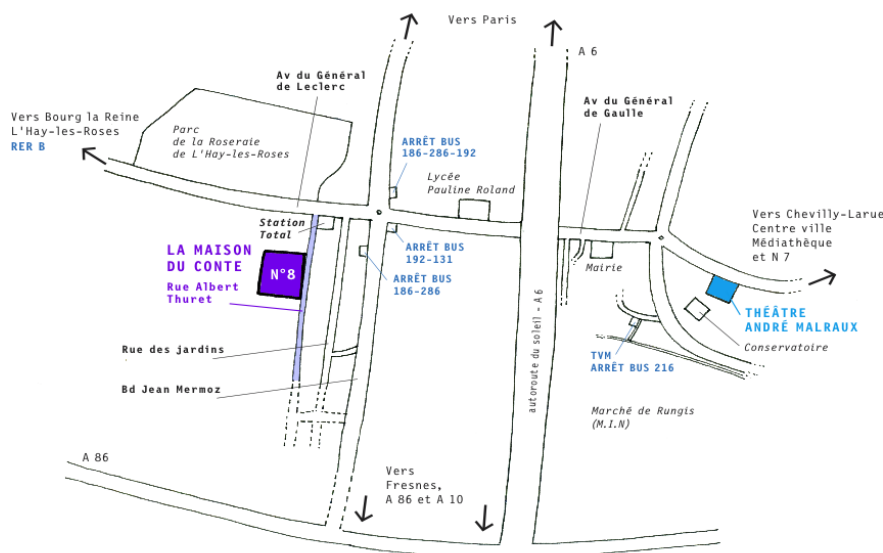 Vers Paris
A 6
Av du Général
de Leclerc
Av du Général
de Gaulle
Vers Bourg la Reine
L'Hay-les-Roses
RER B
Parc
de la Roseraie
de L'Hay-les-Roses
ARRÊT BUS
186-286-192
Lycée
Pauline Roland
Station
Total
Vers Chevilly-Larue
Centre ville
Médiathèque
et N 7
LA MAISON
DU CONTE
N°8
Rue Albert
Thuret
ARRÊT BUS
192-131
ARRÊT BUS
186-286
Mairie
THÉÂTRE
ANDRÉ MALRAUX
Conservatoire
autoroute du soleil - A 6
TVM
ARRÊT BUS 216
Rue des jardins
Bd Jean Mermoz
Marché de Rungis
(M.I.N)
A 86
Vers
Fresnes,
A 86 et A 10